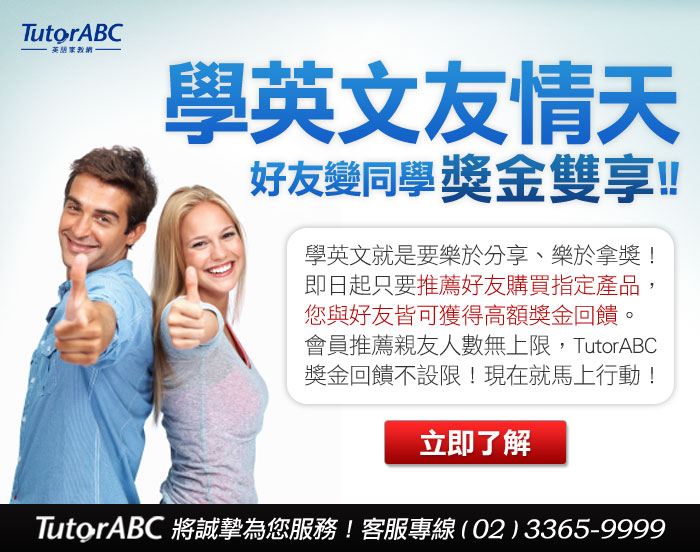 TutorABC
英語家教網
學英文友情天
好友變同學 獎金雙享!!
學英文就是要樂於分享、樂於拿獎！
即日起只要推薦好友購買指定產品，
您與好友皆可獲得高額獎金回饋。
會員推薦親友人數無上限，TutorABC
獎金回饋不設限！現在就馬上行動！
立即了解
TutorABC 將誠摯為您服務！客服專線 ( 02 ) 3365-9999